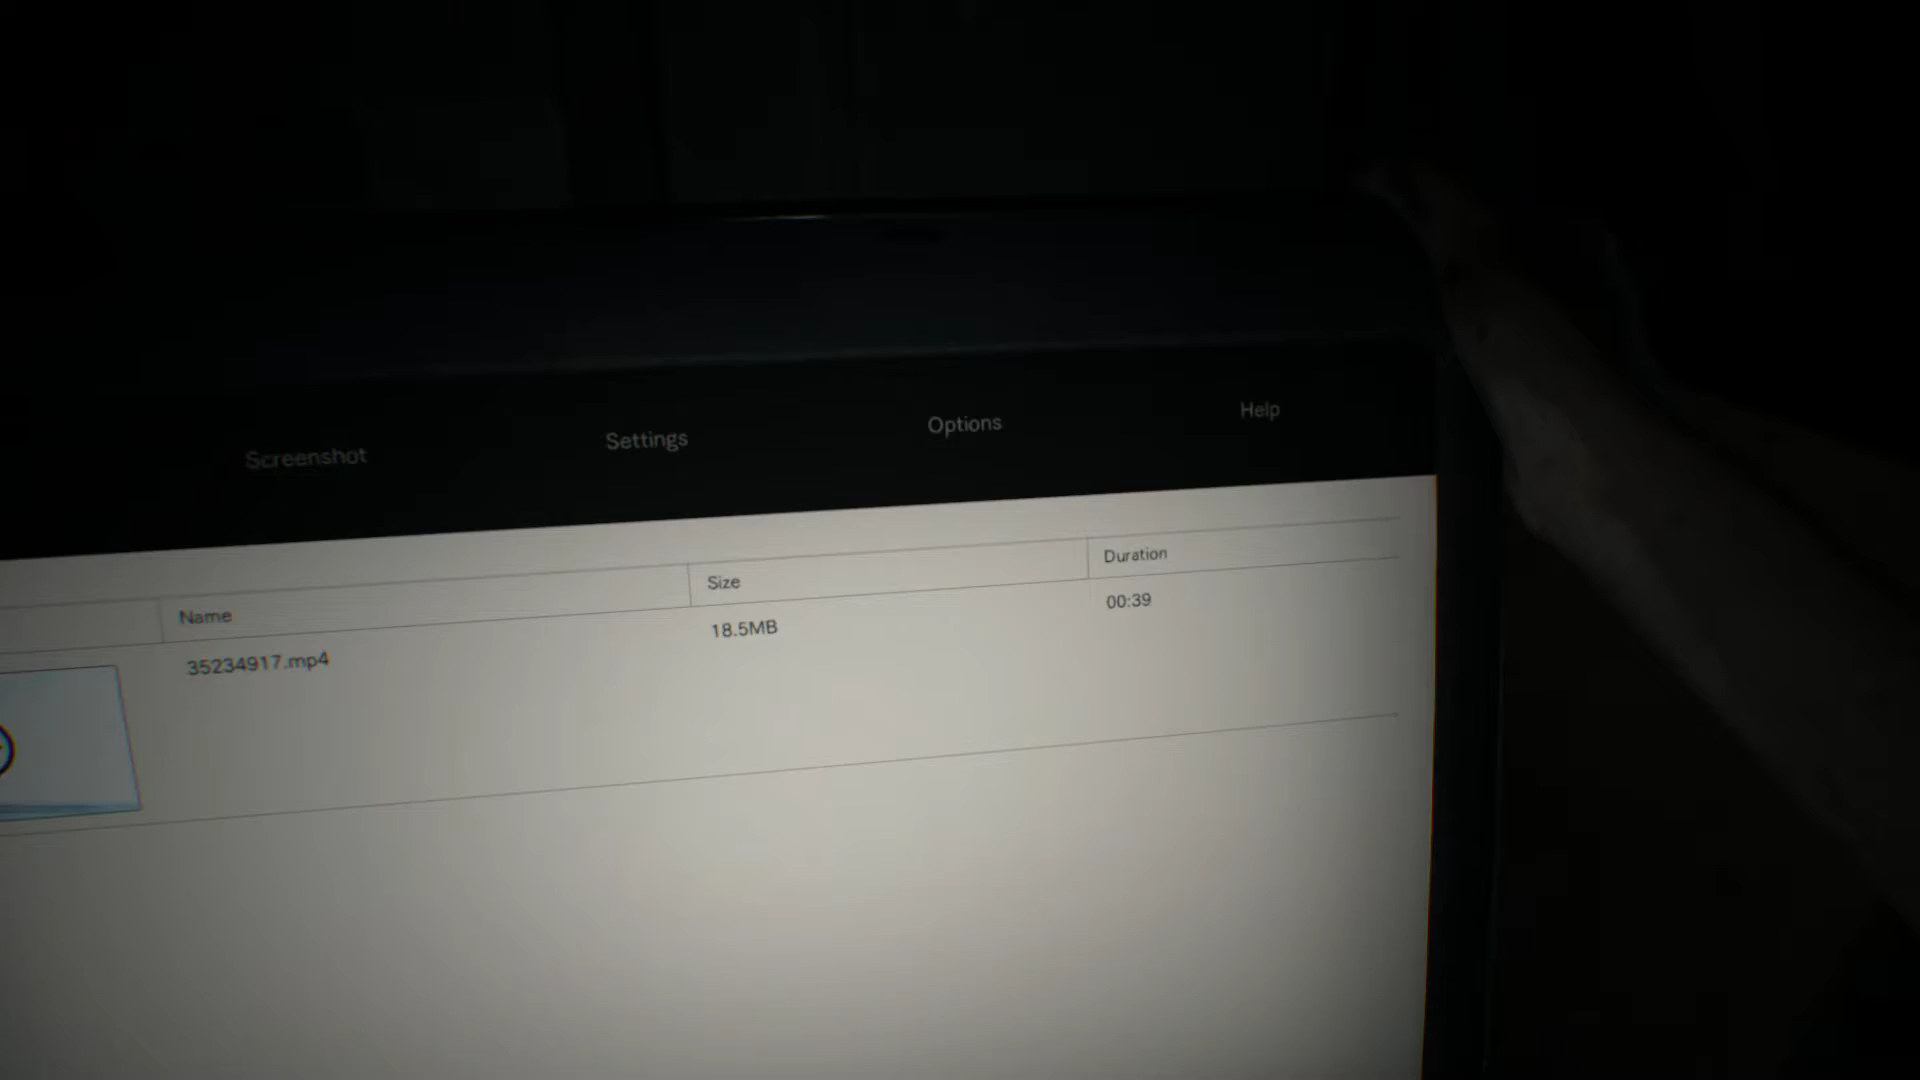 Screenshot Settings Options Help
Name Size Duration
35234917.mp4 18.5MB 00:39